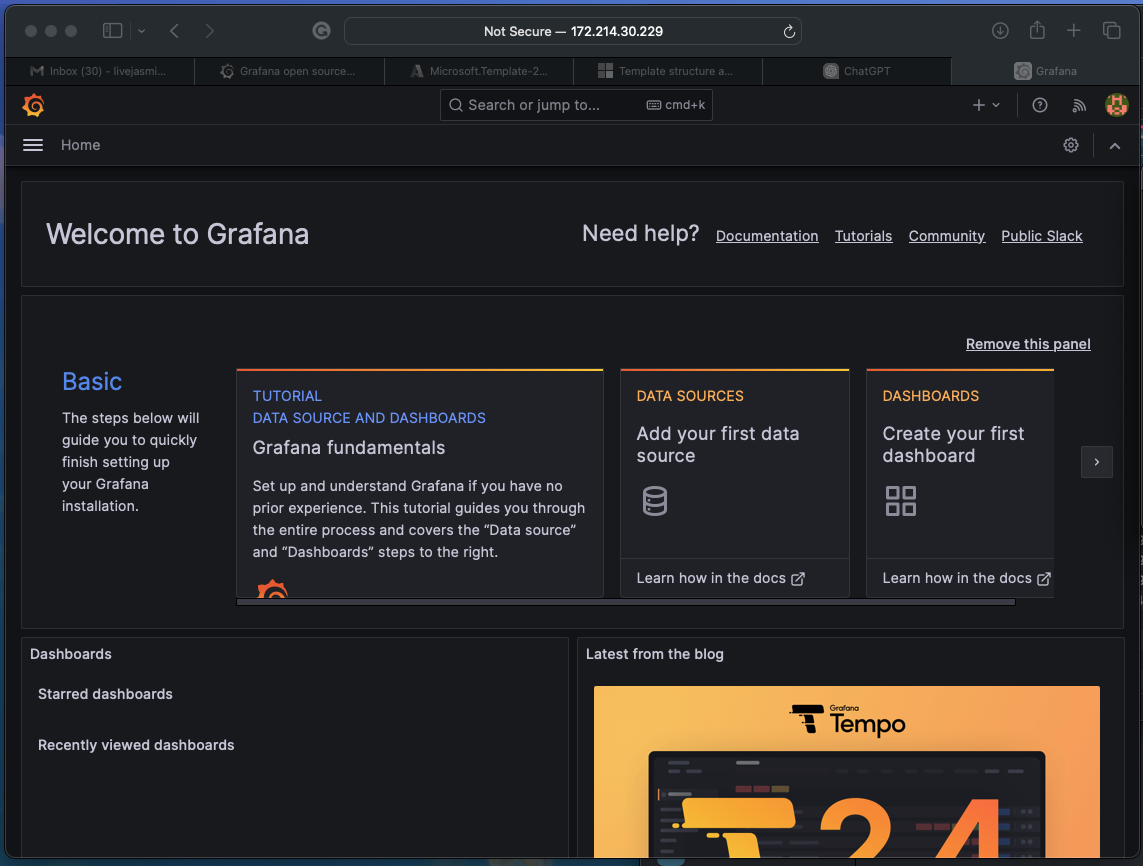 Not Secure — 172.214.30.229
Inbox (30) - livejasmi...
Grafana open source...
Microsoft.Template-2...
Template structure a...
ChatGPT
Grafana
Search or jump to...
cmd+k
Home
Welcome to Grafana
Need help?
Documentation
Tutorials
Community
Public Slack
Remove this panel
Basic
The steps below will
guide you to quickly
finish setting up
your Grafana
installation.
TUTORIAL
DATA SOURCE AND DASHBOARDS
Grafana fundamentals
Set up and understand Grafana if you have no
prior experience. This tutorial guides you through
the entire process and covers the “Data source”
and “Dashboards” steps to the right.
DATA SOURCES
Add your first data
source
Learn how in the docs
DASHBOARDS
Create your first
dashboard
Learn how in the docs
Dashboards
Starred dashboards
Recently viewed dashboards
Latest from the blog
Grafana
Tempo
2.4